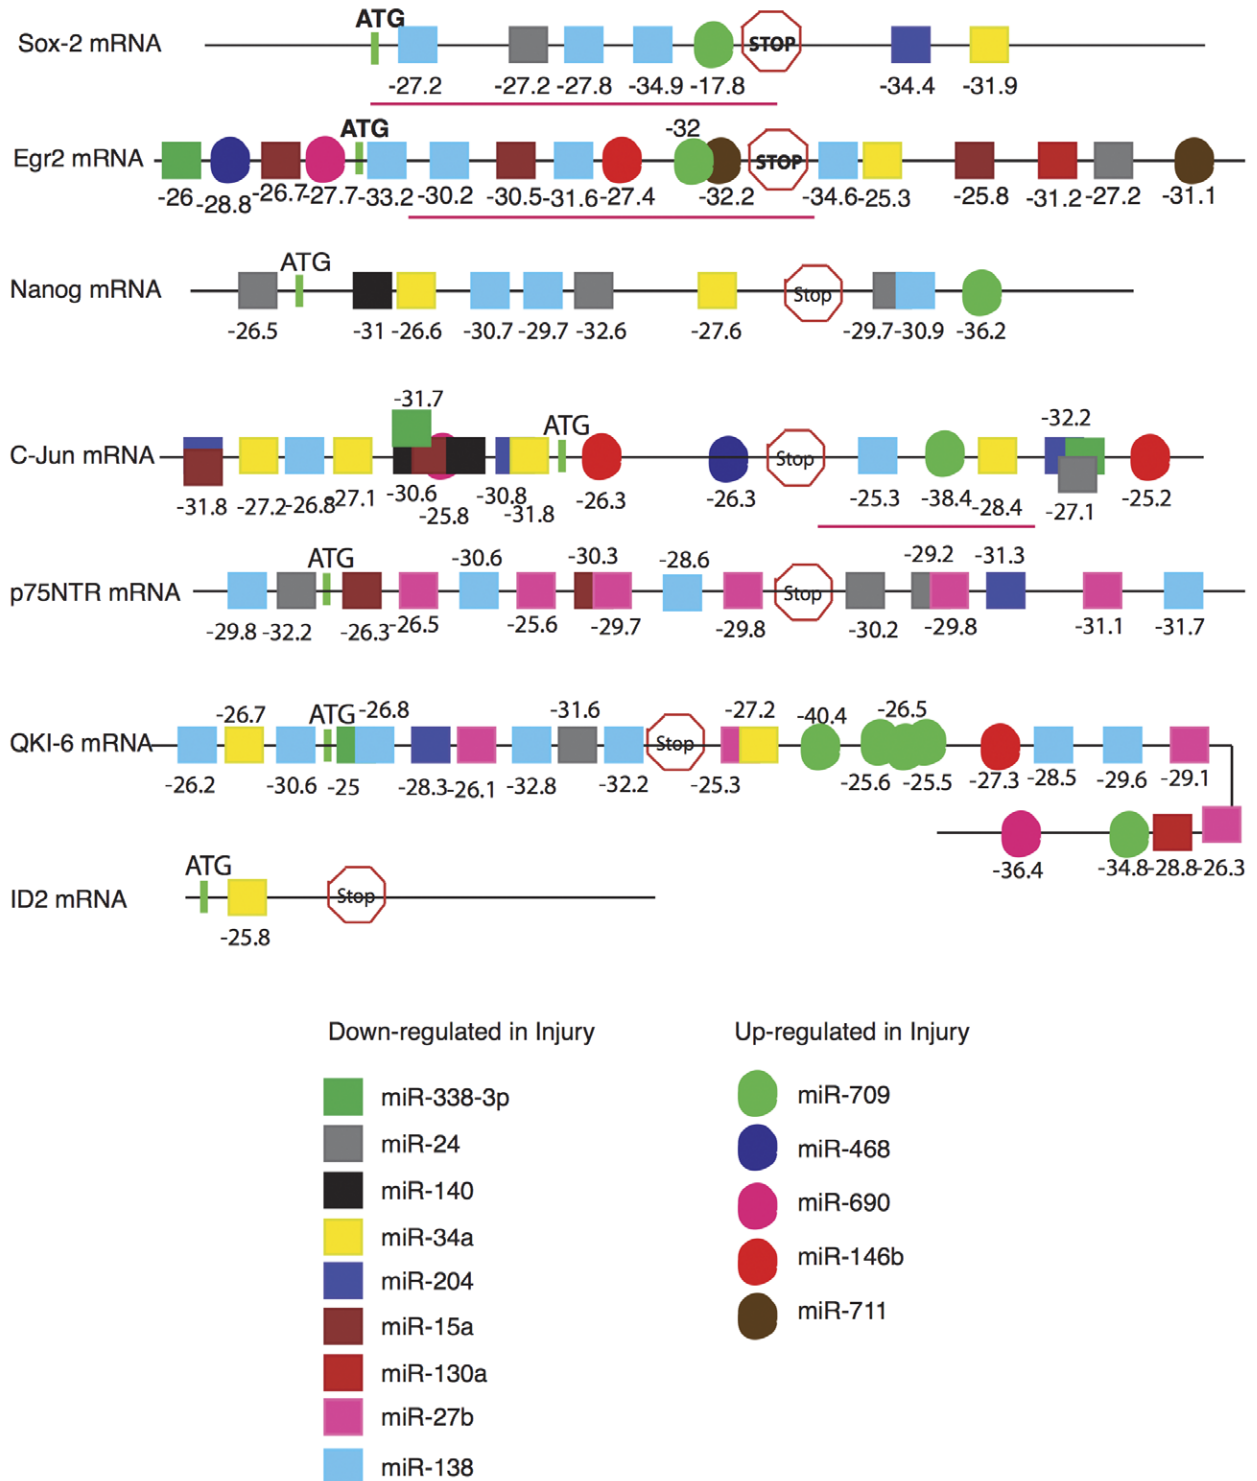 ATG
Sox-2 mRNA STOP
-27.2 -27.2 -27.8 -34.9 -17.8 -34.4 -31.9
ATG -32
Egr2 mRNA STOP
-26 -28.8 -26.7 -27.7 -33.2 -30.2 -30.5 -31.6 -27.4 -32.2 -34.6 -25.3 -25.8 -31.2 -27.2 -31.1
ATG
Nanog mRNA Stop
-26.5 -31 -26.6 -30.7 -29.7 -32.6 -27.6 -29.7 -30.9 -36.2
-31.7 ATG -32.2
C-Jun mRNA Stop
-31.8 -27.2 -26.8 -27.1 -30.6 -25.8 -30.8 -31.8 -26.3 -26.3 -25.3 -38.4 -28.4 -27.1 -25.2
ATG -30.6 -30.3 -28.6 -29.2 -31.3
p75NTR mRNA Stop
-29.8 -32.2 -26.3 -26.5 -25.6 -29.7 -29.8 -30.2 -29.8 -31.1 -31.7
-26.7 ATG -26.8 -31.6 -27.2 -40.4 -26.5
QKI-6 mRNA Stop
-26.2 -30.6 -25 -28.3 -26.1 -32.8 -32.2 -25.3 -25.6 -25.5 -27.3 -28.5 -29.6 -29.1
-36.4 -34.8 -28.8 -26.3
ATG
ID2 mRNA Stop
-25.8
Down-regulated in Injury
miR-338-3p
miR-24
miR-140
miR-34a
miR-204
miR-15a
miR-130a
miR-27b
miR-138
Up-regulated in Injury
miR-709
miR-468
miR-690
miR-146b
miR-711